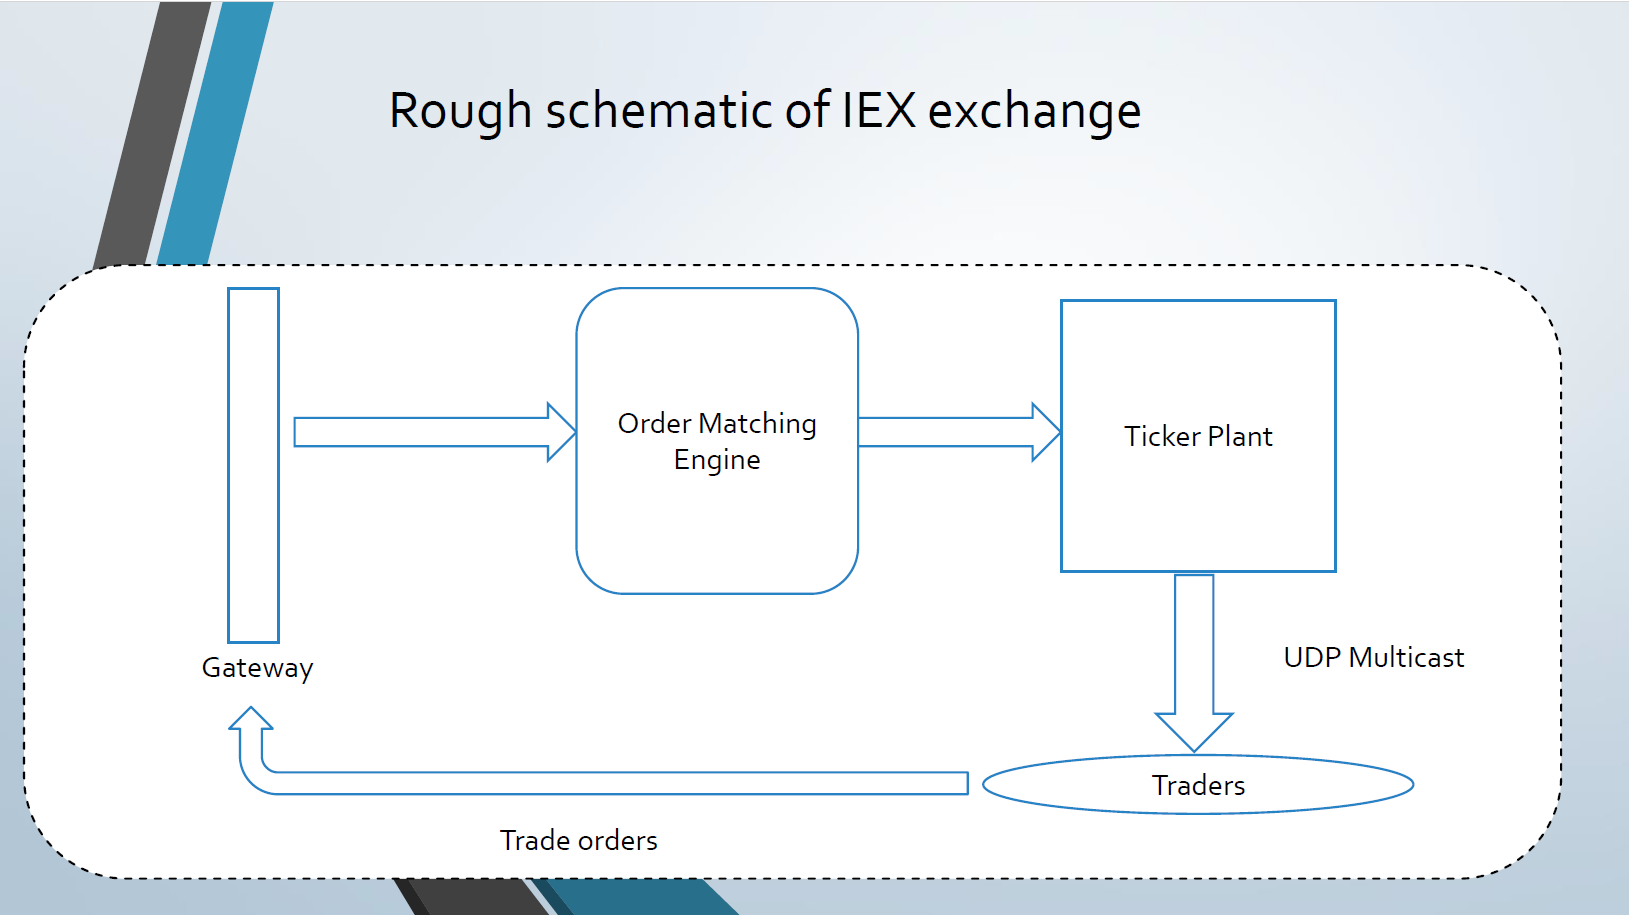 Rough schematic of IEX exchange
Order Matching
Engine
Ticker Plant
Gateway
UDP Multicast
Traders
Trade orders